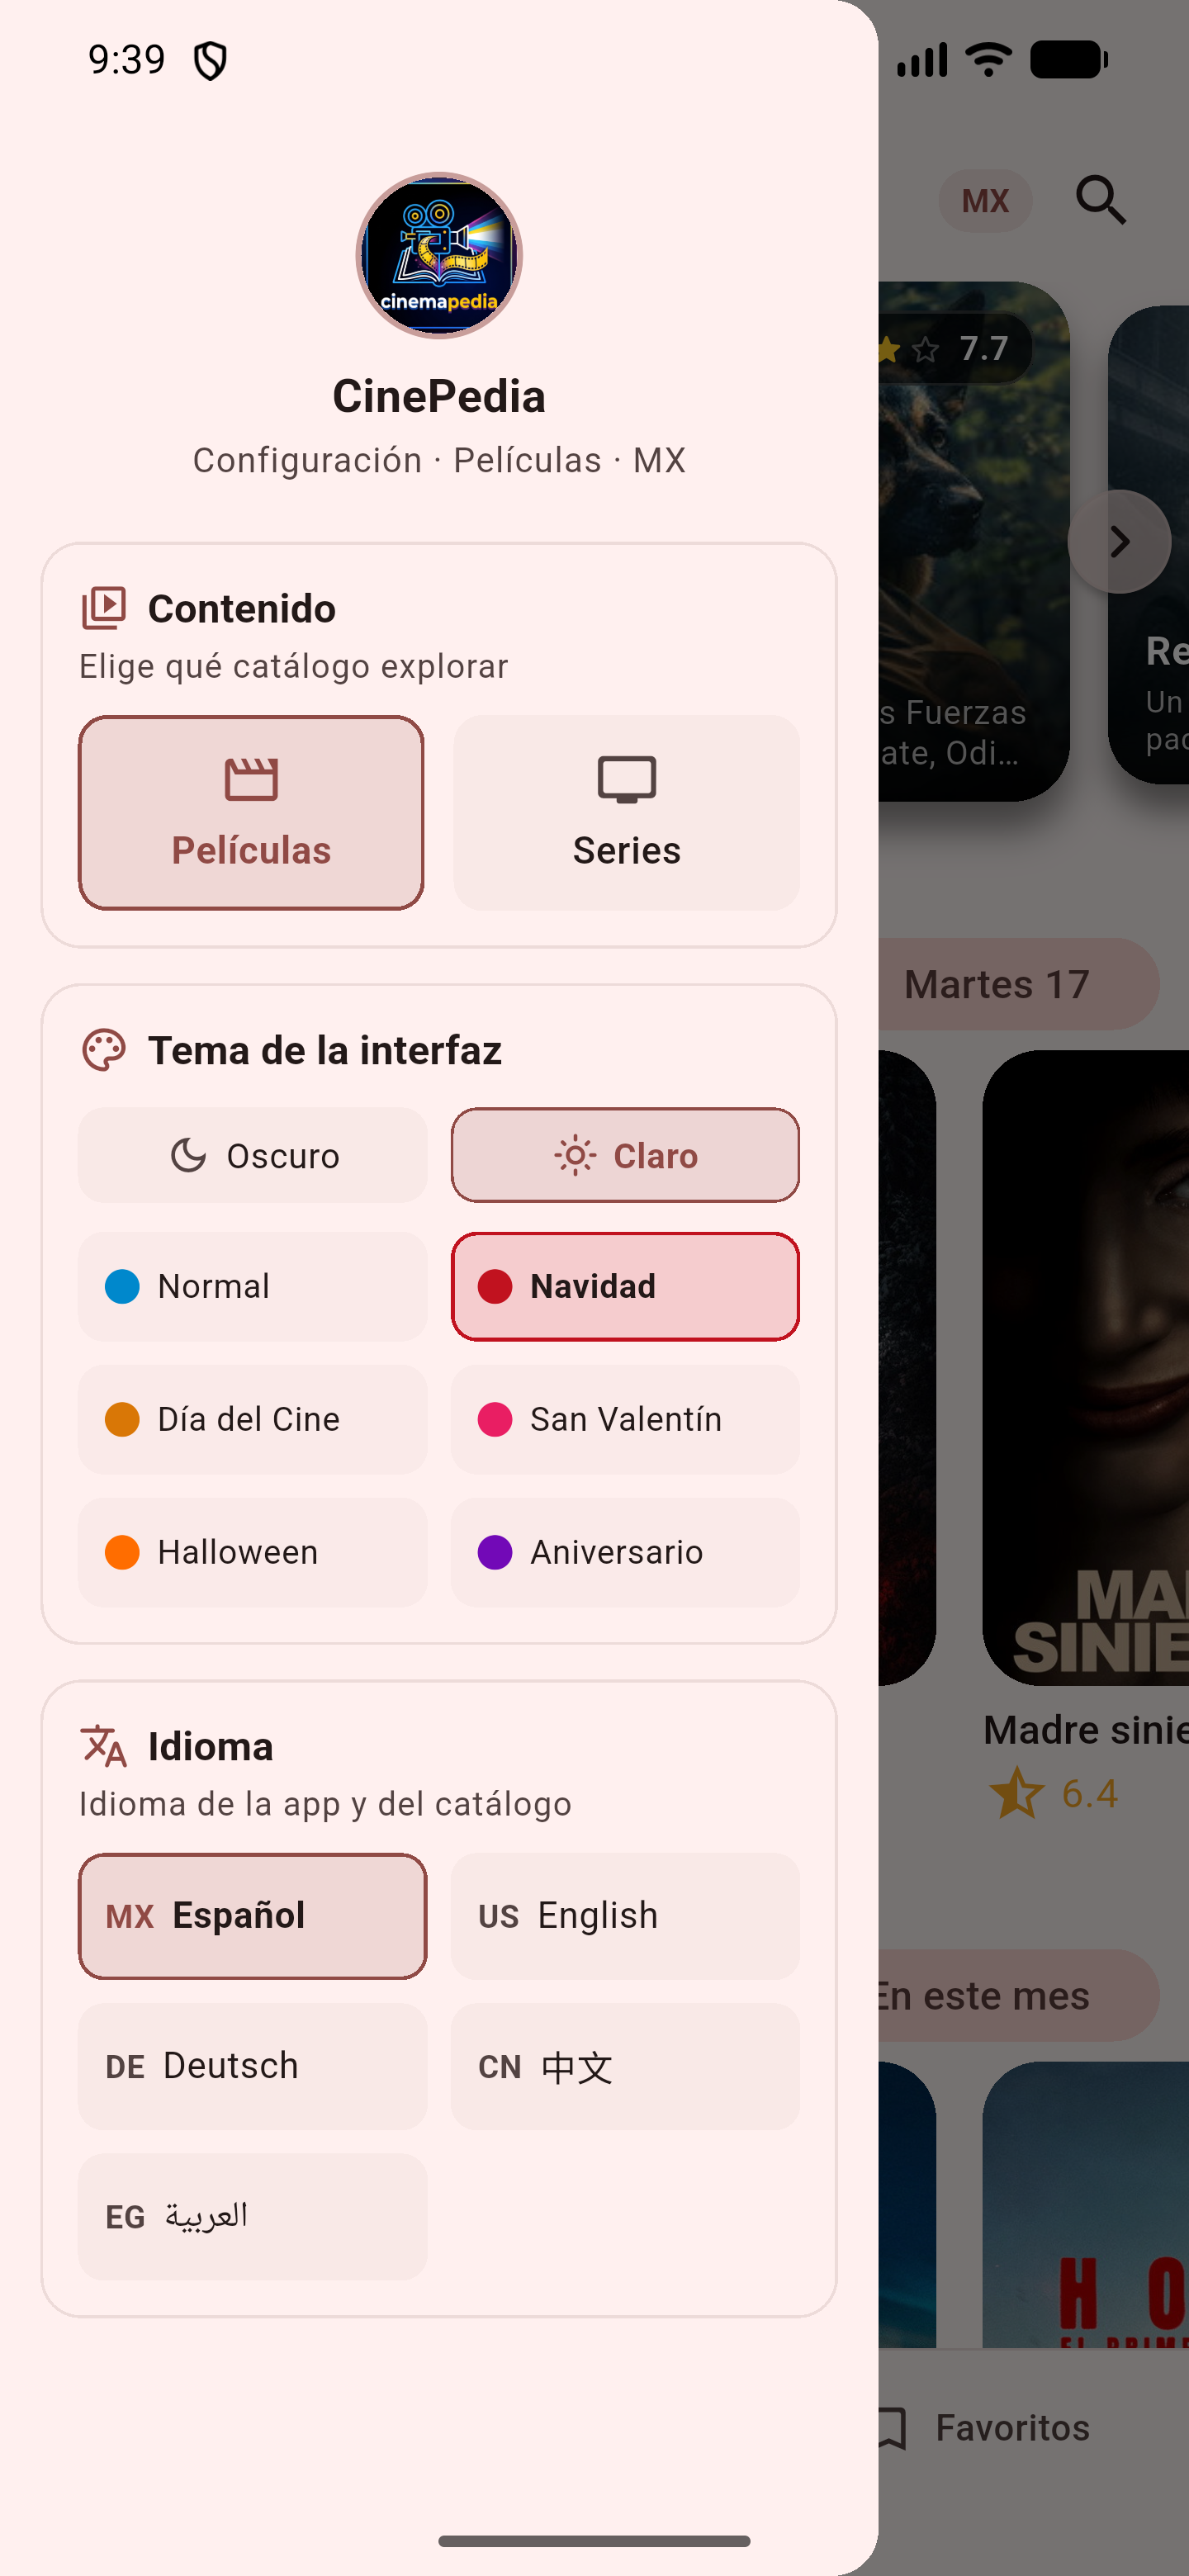 9:39
cinemapedia
CinePedia
Configuración · Películas · MX
Contenido
Elige qué catálogo explorar
Películas
Series
Tema de la interfaz
Oscuro
Claro
Normal
Navidad
Día del Cine
San Valentín
Halloween
Aniversario
Idioma
Idioma de la app y del catálogo
MX Español
US English
DE Deutsch
CN 中文
EG العربية
MX
7.7
s Fuerzas
ate, Odi...
Re
Un
pac
Martes 17
MA
SINIE
Madre sinie
6.4
En este mes
H O
Favoritos